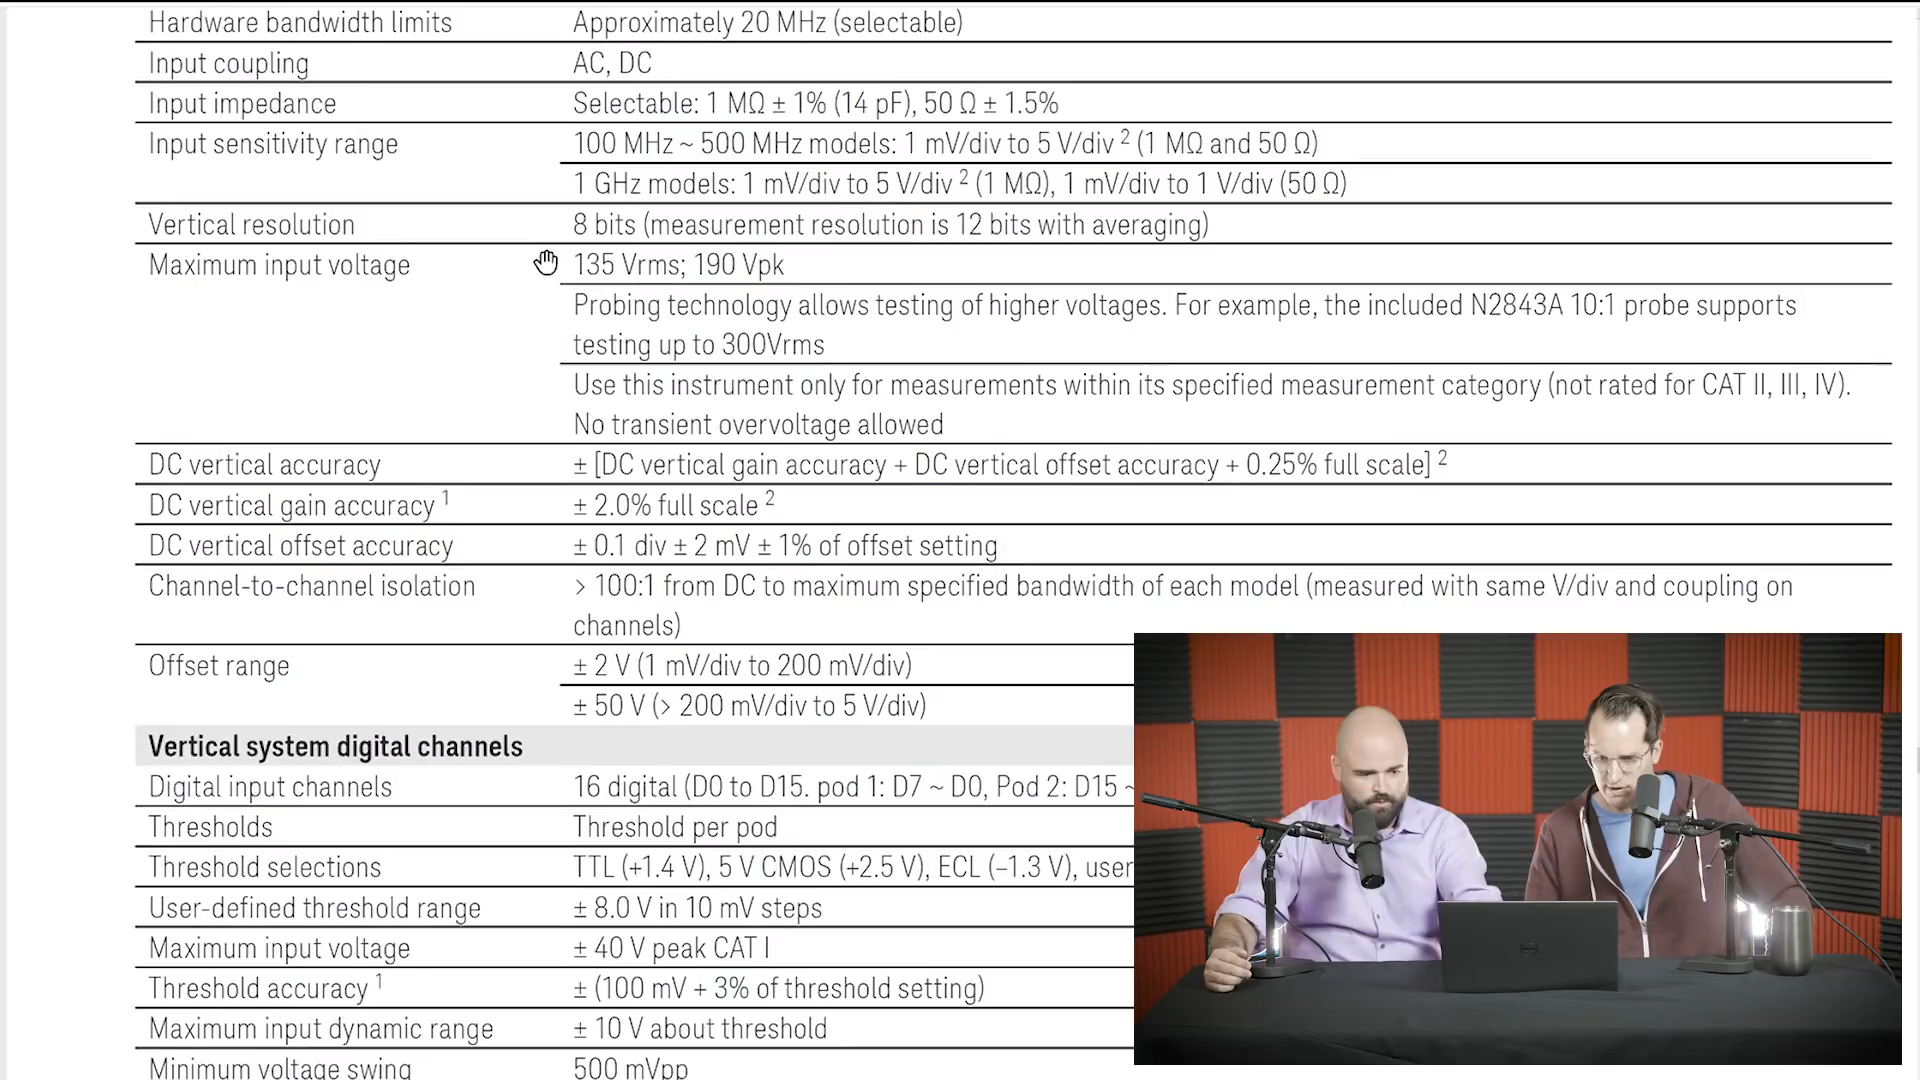 Hardware bandwidth limits Approximately 20 MHz (selectable)
Input coupling AC, DC
Input impedance Selectable: 1 MΩ ± 1% (14 pF), 50 Ω ± 1.5%
Input sensitivity range 100 MHz ~ 500 MHz models: 1 mV/div to 5 V/div ² (1 MΩ and 50 Ω)
1 GHz models: 1 mV/div to 5 V/div ² (1 MΩ), 1 mV/div to 1 V/div (50 Ω)
Vertical resolution 8 bits (measurement resolution is 12 bits with averaging)
Maximum input voltage 135 Vrms; 190 Vpk
Probing technology allows testing of higher voltages. For example, the included N2843A 10:1 probe supports
testing up to 300Vrms
Use this instrument only for measurements within its specified measurement category (not rated for CAT II, III, IV).
No transient overvoltage allowed
DC vertical accuracy ± [DC vertical gain accuracy + DC vertical offset accuracy + 0.25% full scale] ²
DC vertical gain accuracy ¹ ± 2.0% full scale ²
DC vertical offset accuracy ± 0.1 div ± 2 mV ± 1% of offset setting
Channel-to-channel isolation > 100:1 from DC to maximum specified bandwidth of each model (measured with same V/div and coupling on
channels)
Offset range ± 2 V (1 mV/div to 200 mV/div)
± 50 V (> 200 mV/div to 5 V/div)
Vertical system digital channels
Digital input channels 16 digital (D0 to D15. pod 1: D7 ~ D0, Pod 2: D15 ~
Thresholds Threshold per pod
Threshold selections TTL (+1.4 V), 5 V CMOS (+2.5 V), ECL (–1.3 V), user
User-defined threshold range ± 8.0 V in 10 mV steps
Maximum input voltage ± 40 V peak CAT I
Threshold accuracy ¹ ± (100 mV + 3% of threshold setting)
Maximum input dynamic range ± 10 V about threshold
Minimum voltage swing 500 mVpp